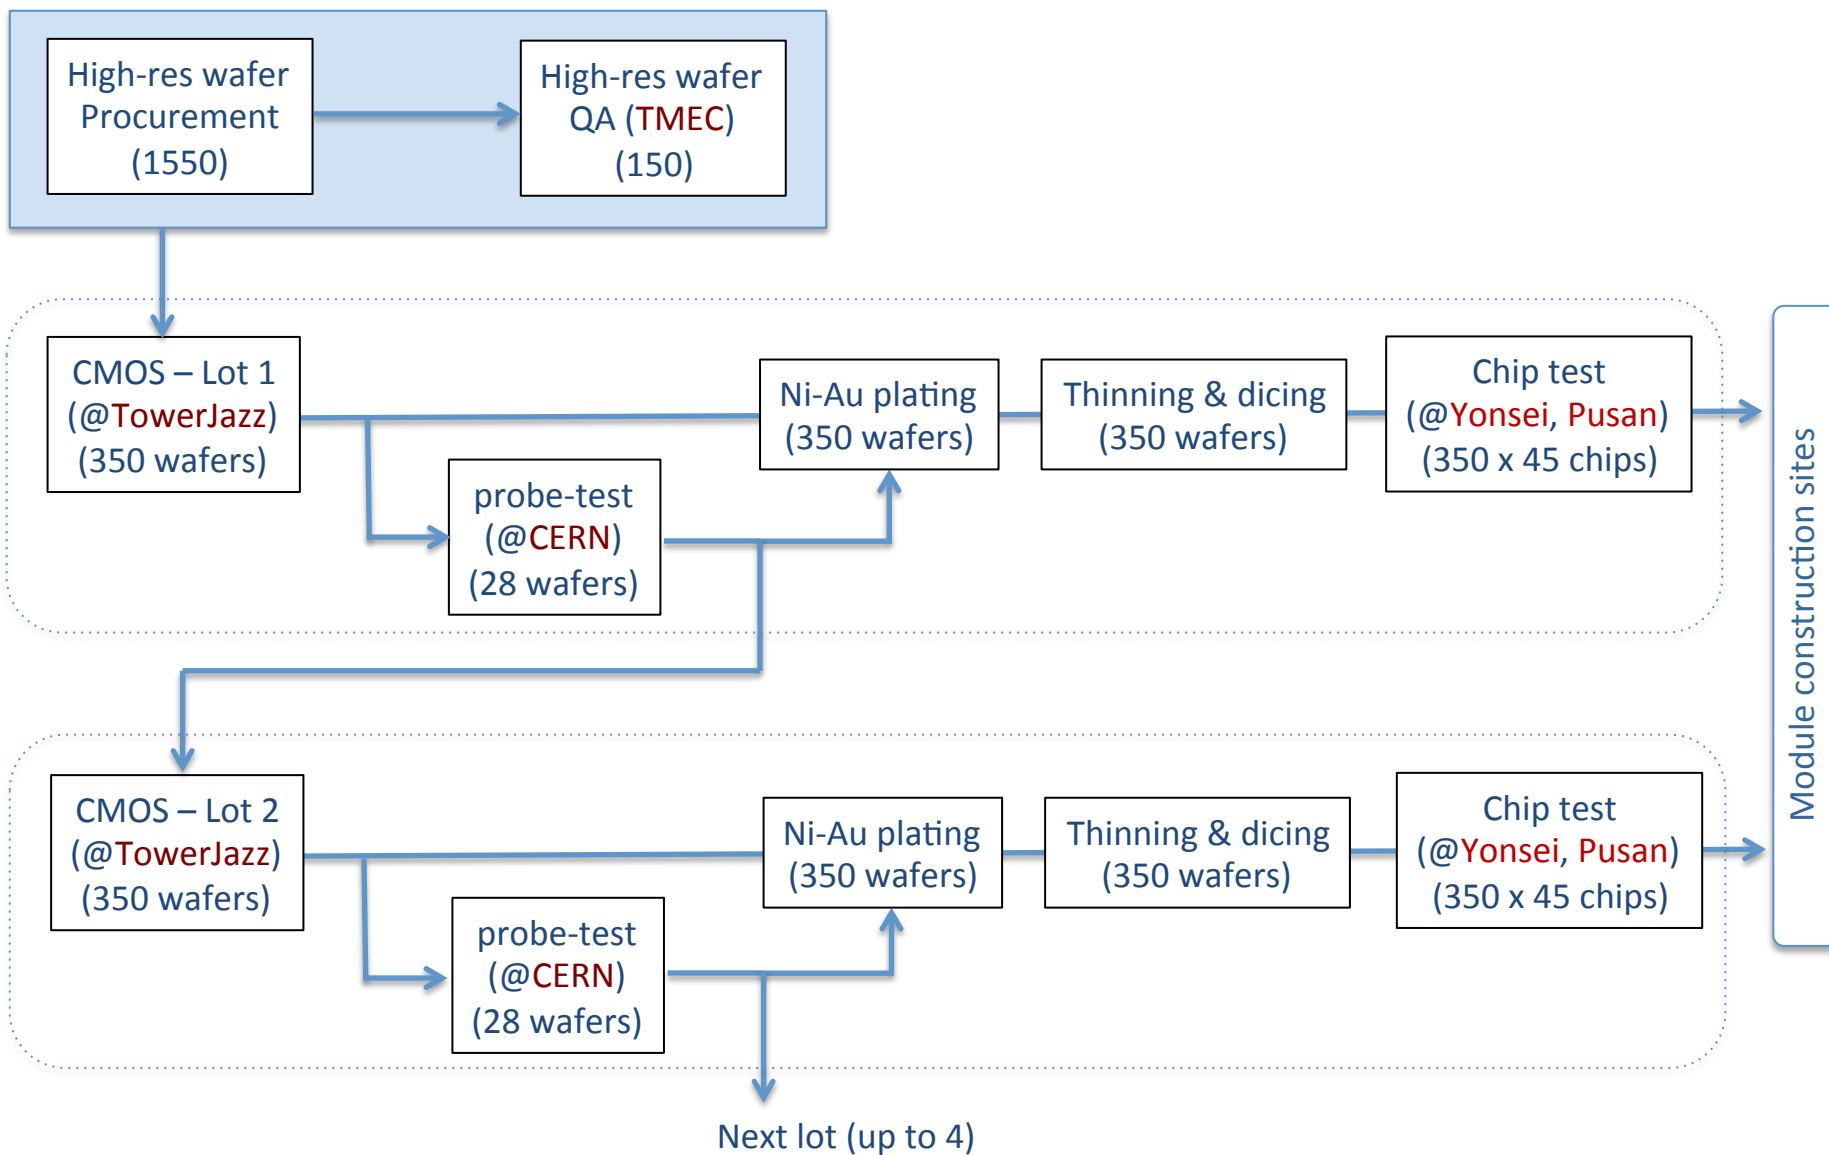 High-res wafer
Procurement
(1550)
High-res wafer
QA (TMEC)
(150)
CMOS – Lot 1
(@TowerJazz)
(350 wafers)
probe-test
(@CERN)
(28 wafers)
Ni-Au plating
(350 wafers)
Thinning & dicing
(350 wafers)
Chip test
(@Yonsei, Pusan)
(350 x 45 chips)
Module construction sites
CMOS – Lot 2
(@TowerJazz)
(350 wafers)
probe-test
(@CERN)
(28 wafers)
Ni-Au plating
(350 wafers)
Thinning & dicing
(350 wafers)
Chip test
(@Yonsei, Pusan)
(350 x 45 chips)
Next lot (up to 4)